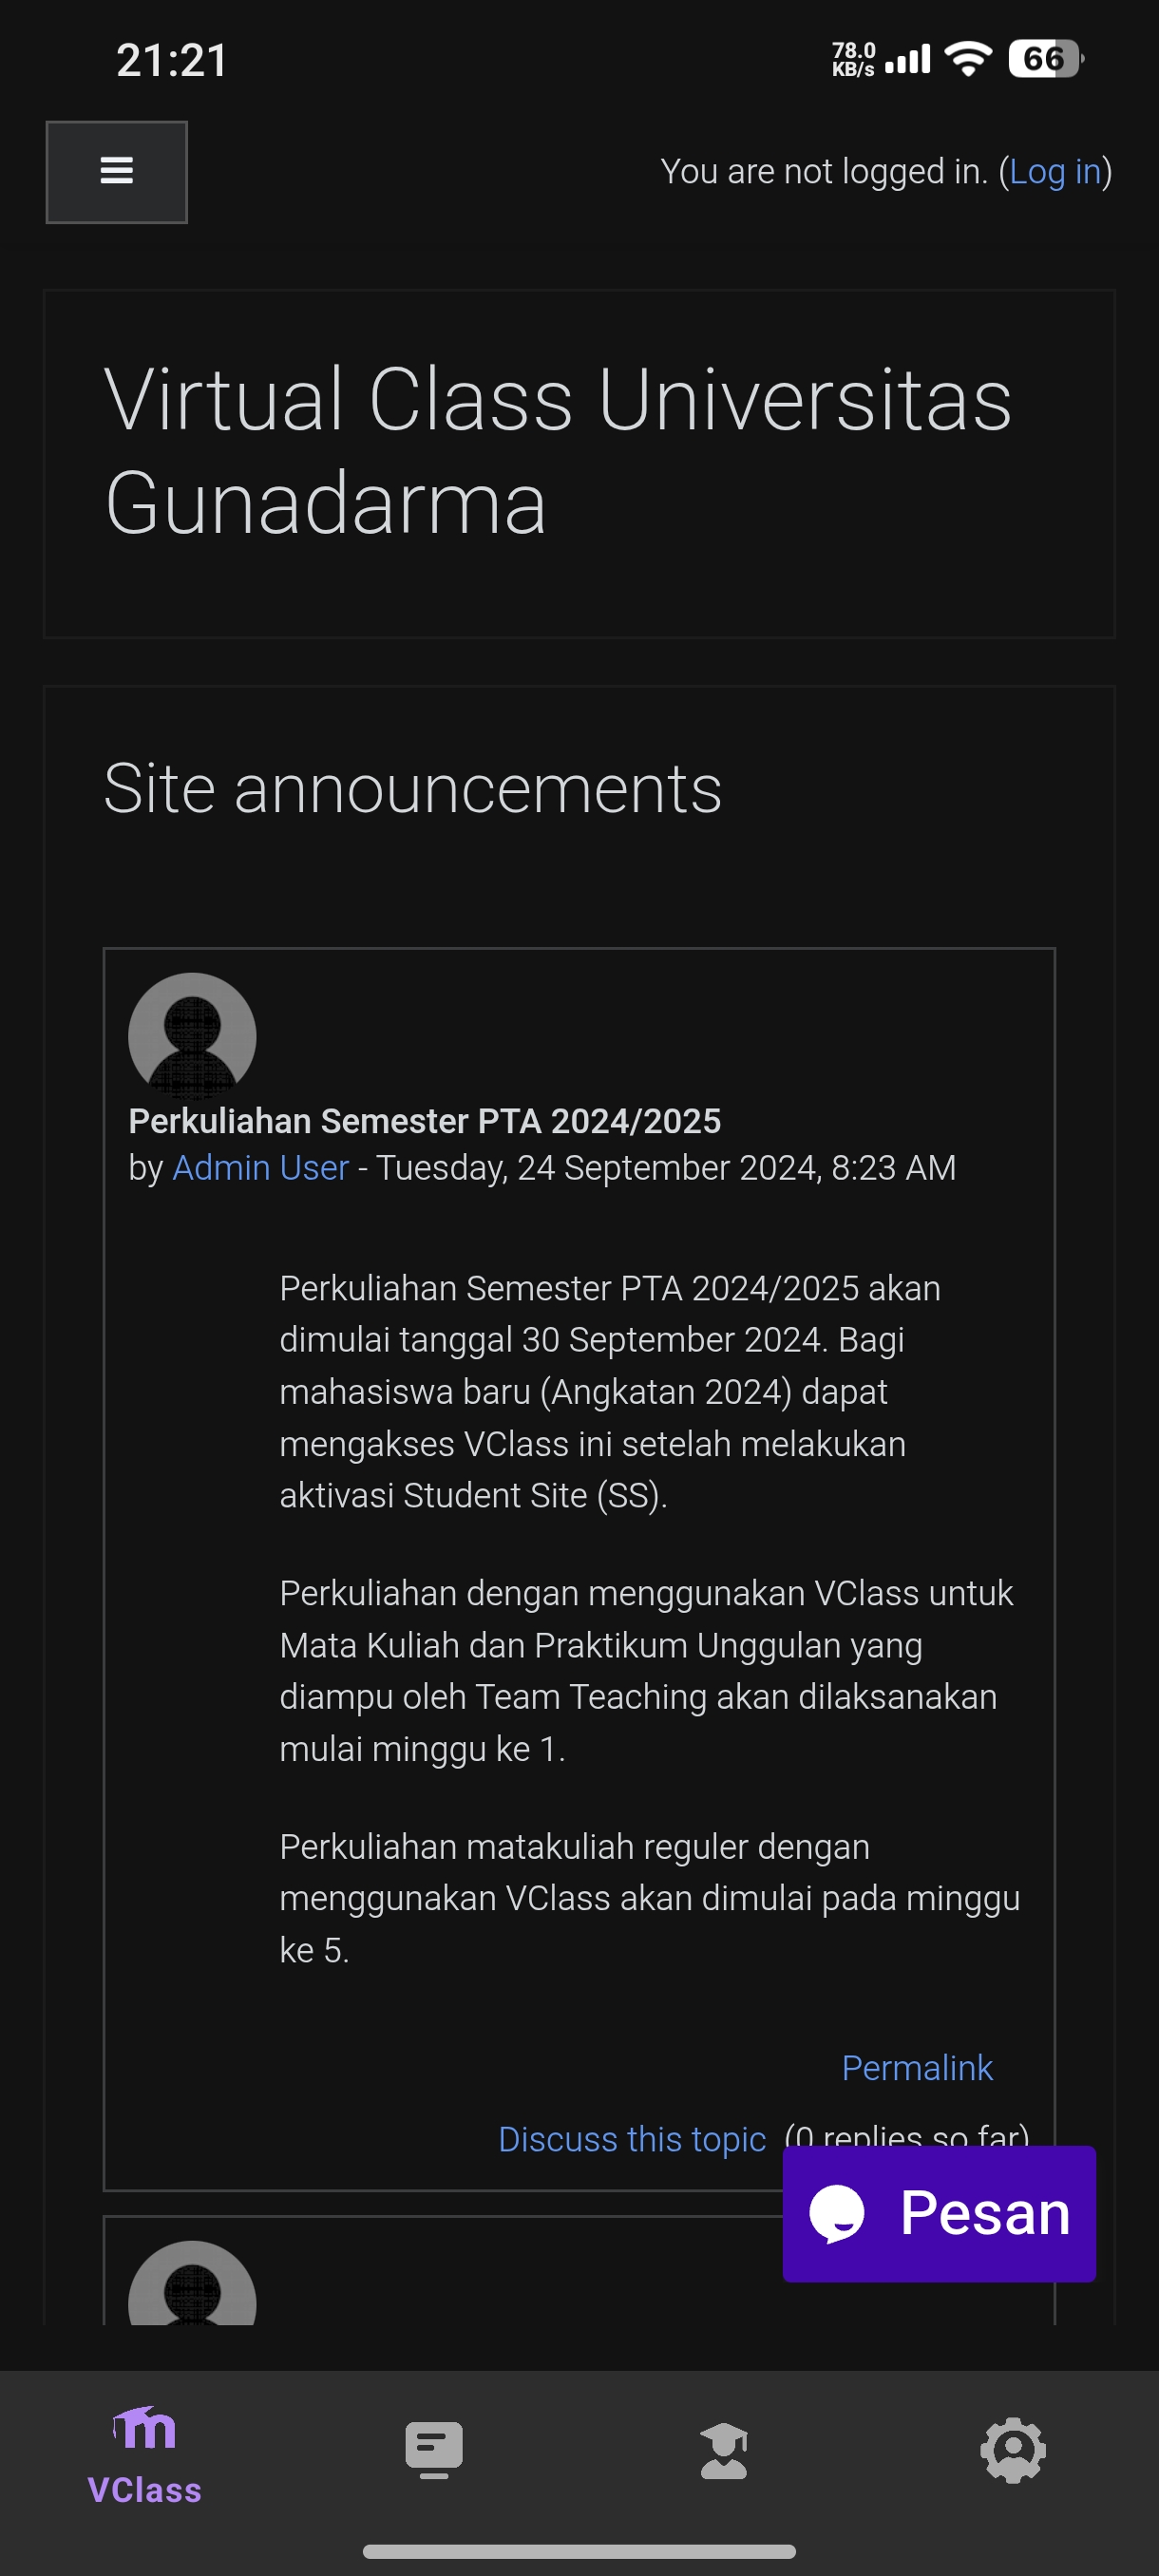 21:21
78.0
KB/s
66
You are not logged in. (Log in)
Virtual Class Universitas
Gunadarma
Site announcements
Perkuliahan Semester PTA 2024/2025
by Admin User - Tuesday, 24 September 2024, 8:23 AM
Perkuliahan Semester PTA 2024/2025 akan
dimulai tanggal 30 September 2024. Bagi
mahasiswa baru (Angkatan 2024) dapat
mengakses VClass ini setelah melakukan
aktivasi Student Site (SS).
Perkuliahan dengan menggunakan VClass untuk
Mata Kuliah dan Praktikum Unggulan yang
diampu oleh Team Teaching akan dilaksanakan
mulai minggu ke 1.
Perkuliahan matakuliah reguler dengan
menggunakan VClass akan dimulai pada minggu
ke 5.
Permalink
Discuss this topic (0 replies so far)
Pesan
VClass